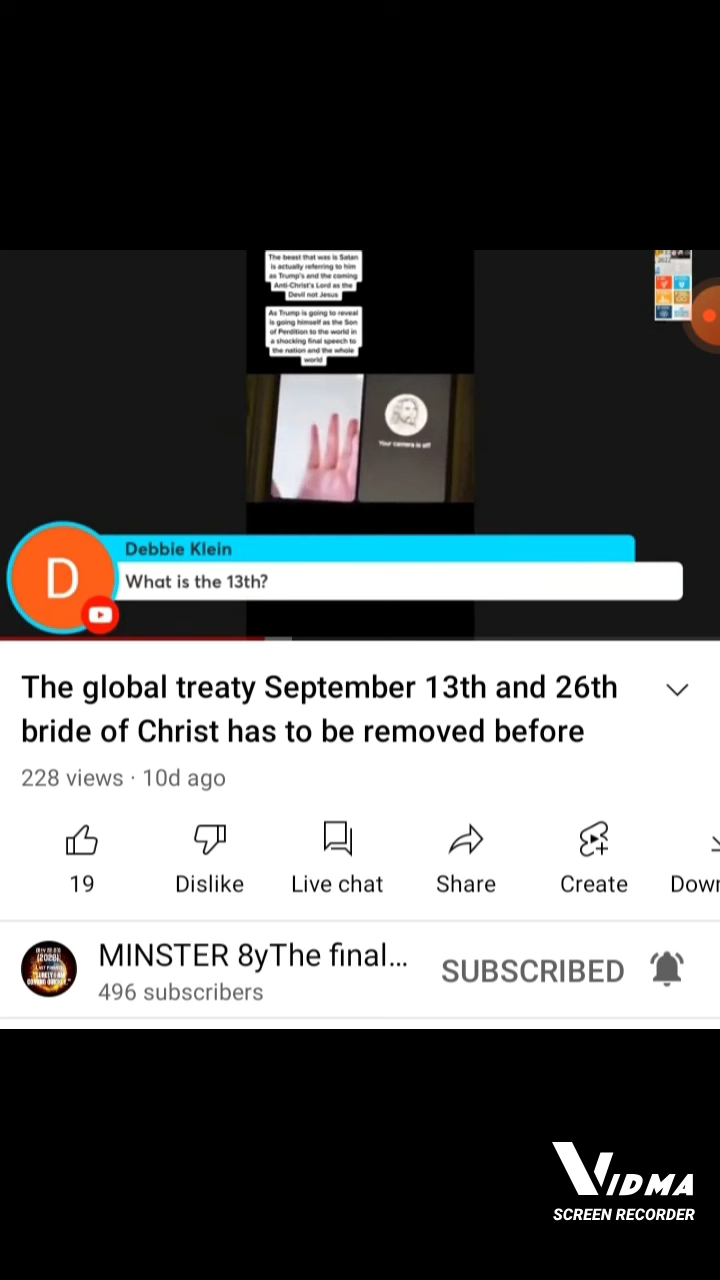 The beast that was is Satan
is actually referring to him
as Trump's and the coming
Anti-Christ's Lord as the
Devil not Jesus
As Trump is going to reveal
is going himself as the Son
of Perdition to the world in
a shocking final speech to
the nation and the whole
world
Your camera is off
D
Debbie Klein
What is the 13th?
The global treaty September 13th and 26th
bride of Christ has to be removed before
228 views · 10d ago
19
Dislike
Live chat
Share
Create
Down
MINSTER 8yThe final...
496 subscribers
SUBSCRIBED
VIDMA
SCREEN RECORDER